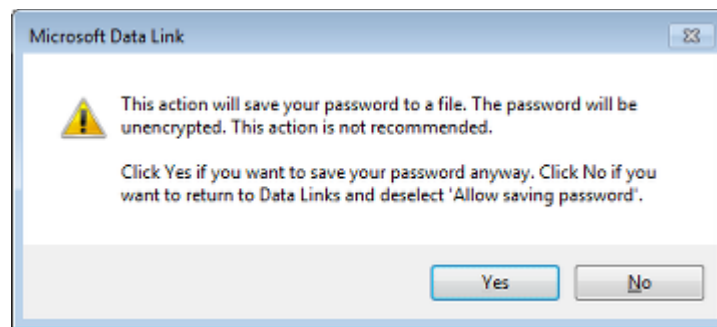 Microsoft Data Link
This action will save your password to a file. The password will be
unencrypted. This action is not recommended.
Click Yes if you want to save your password anyway. Click No if you
want to return to Data Links and deselect 'Allow saving password'.
Yes
No